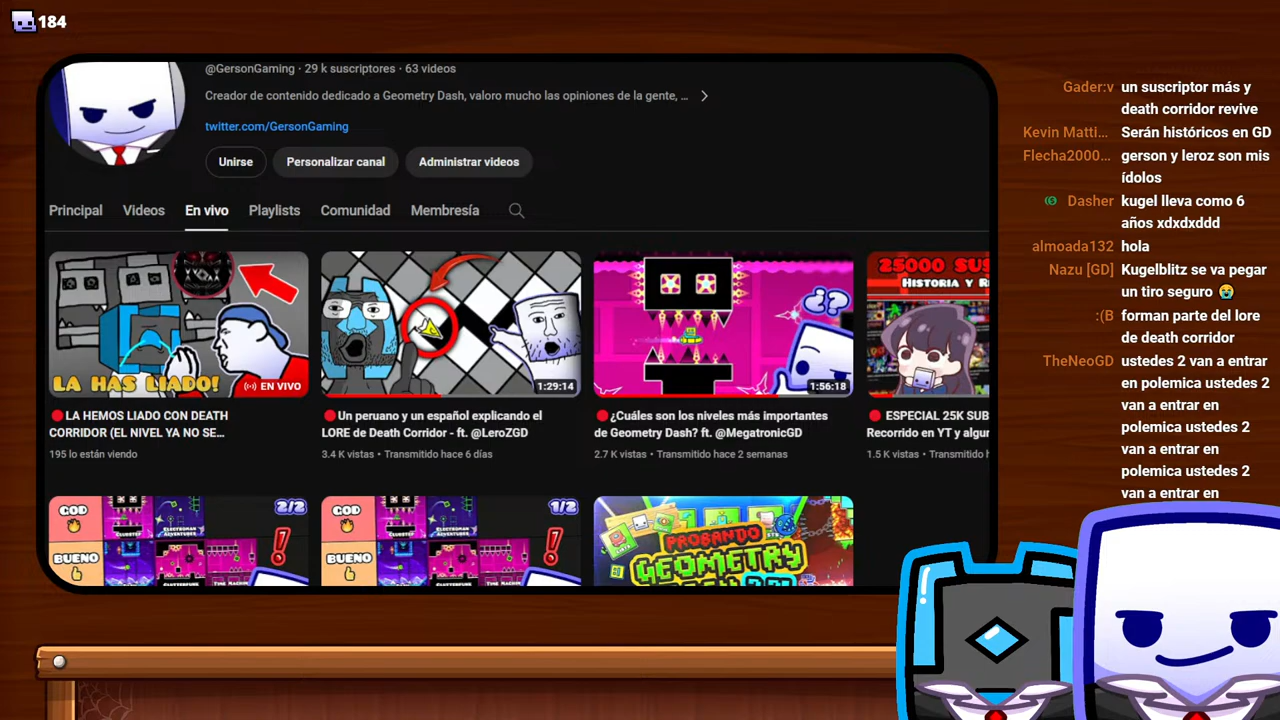 184
@GersonGaming · 29 k suscriptores · 63 videos
Creador de contenido dedicado a Geometry Dash, valoro mucho las opiniones de la gente, ...
twitter.com/GersonGaming
Unirse Personalizar canal Administrar videos
Principal Videos En vivo Playlists Comunidad Membresía
LA HAS LIADO!
EN VIVO
🔴LA HEMOS LIADO CON DEATH
CORRIDOR (EL NIVEL YA NO SE...
195 lo están viendo
1:29:14
🔴Un peruano y un español explicando el
LORE de Death Corridor - ft. @LeroZGD
3.4 K vistas · Transmitido hace 6 días
¿?
1:56:18
🔴¿Cuáles son los niveles más importantes
de Geometry Dash? ft. @MegatronicGD
2.7 K vistas · Transmitido hace 2 semanas
25000 SUS
HISTORIA Y R
🔴 ESPECIAL 25K SUB
Recorrido en YT y algur
1.5 K vistas · Transmitido h
GOD
BUENO
2/2
GOD
BUENO
1/2
PROBANDO
GEOMETRY
Gader:v un suscriptor más y
death corridor revive
Kevin Matti... Serán históricos en GD
Flecha2000... gerson y leroz son mis
ídolos
Dasher kugel lleva como 6
años xdxdxddd
almoada132 hola
Nazu [GD] Kugelblitz se va pegar
un tiro seguro 😭
:(B forman parte del lore
de death corridor
TheNeoGD ustedes 2 van a entrar
en polemica ustedes 2
van a entrar en
polemica ustedes 2
van a entrar en
polemica ustedes 2
van a entrar en